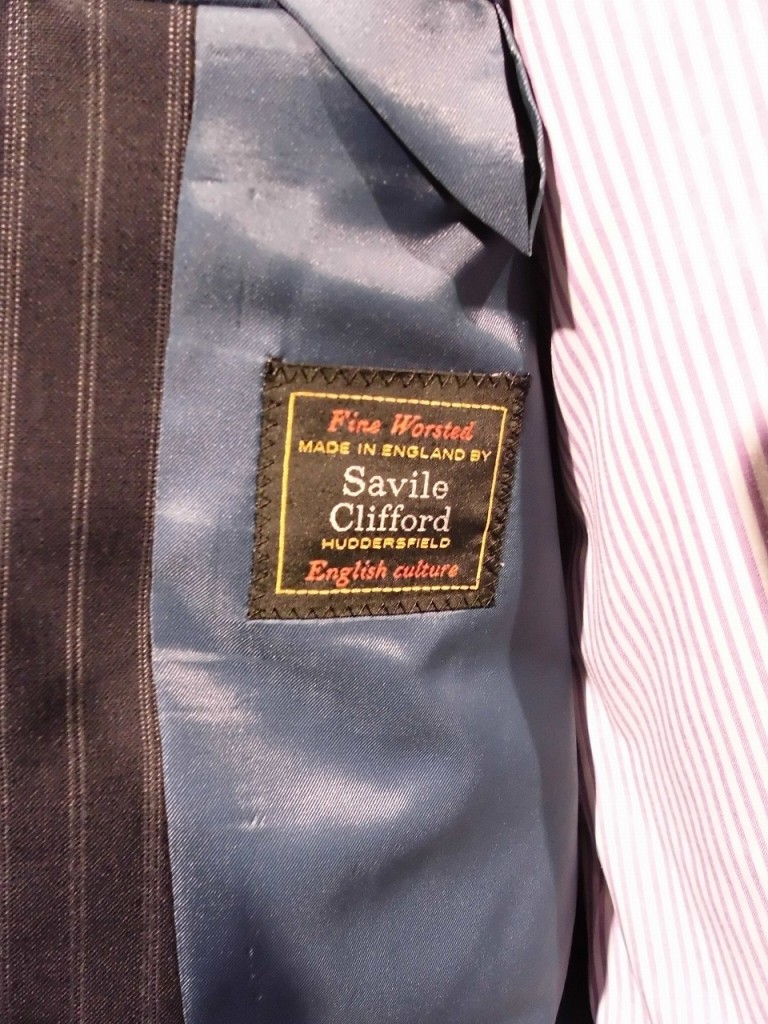 Fine Worsted
MADE IN ENGLAND BY
Savile
Clifford
HUDDERSFIELD
English culture